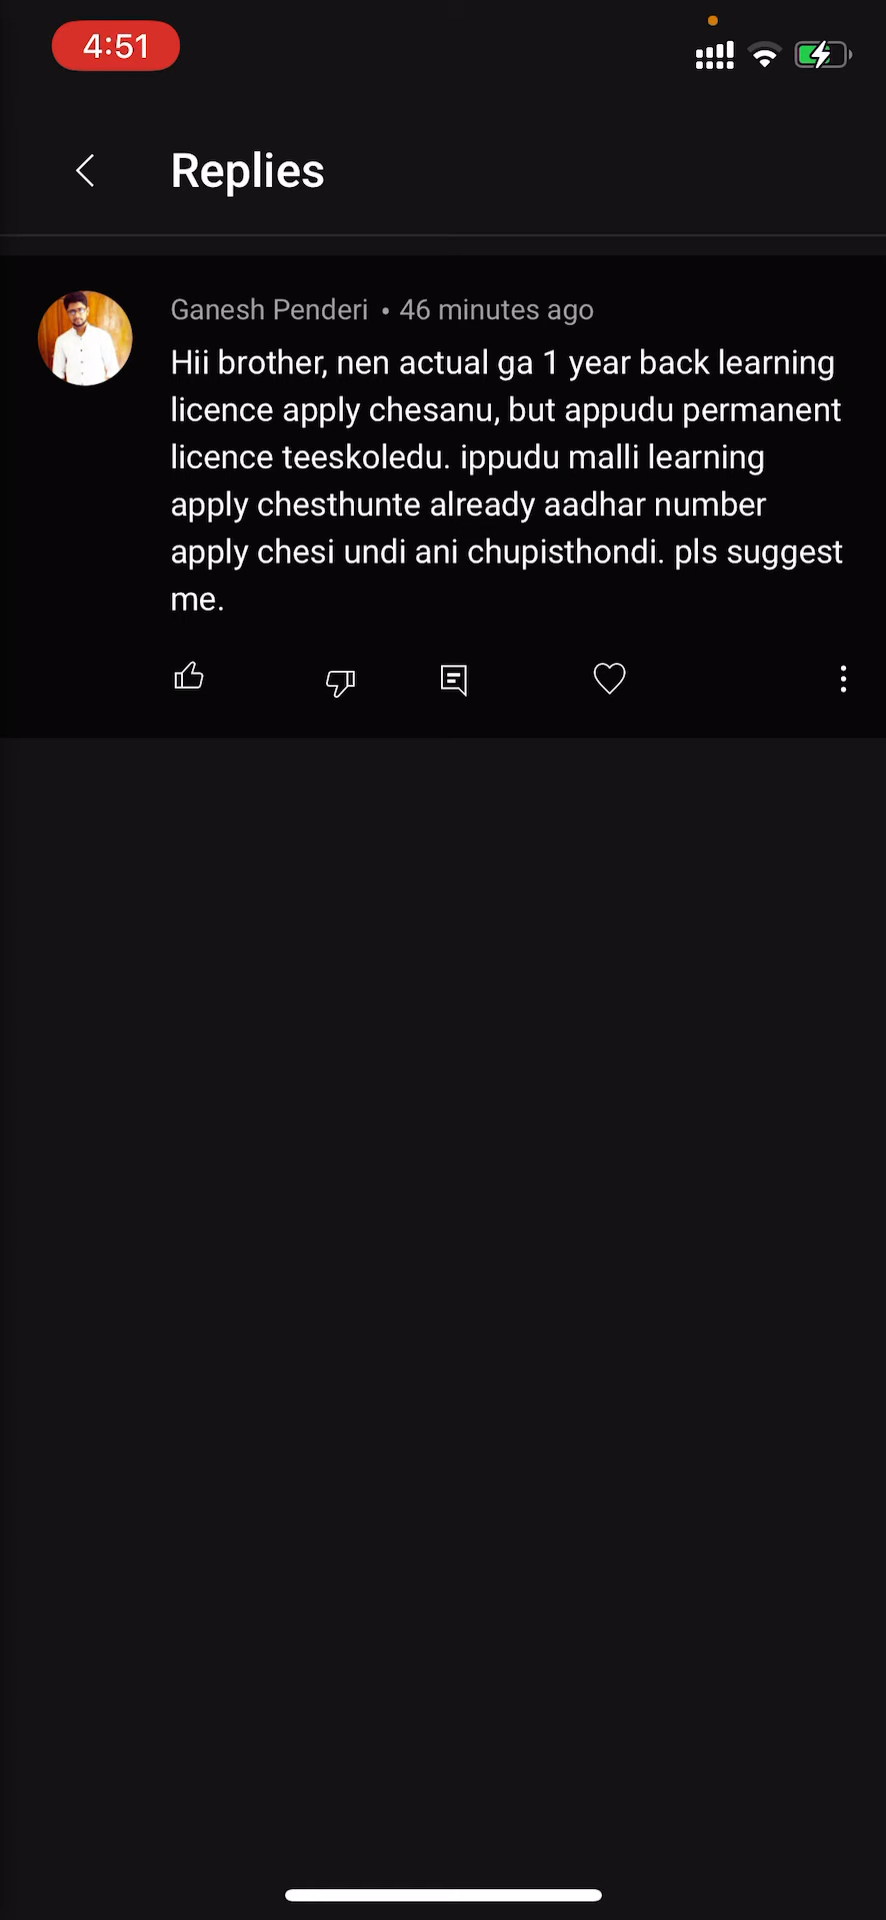 4:51
Replies
Ganesh Penderi • 46 minutes ago
Hii brother, nen actual ga 1 year back learning
licence apply chesanu, but appudu permanent
licence teeskoledu. ippudu malli learning
apply chesthunte already aadhar number
apply chesi undi ani chupisthondi. pls suggest
me.